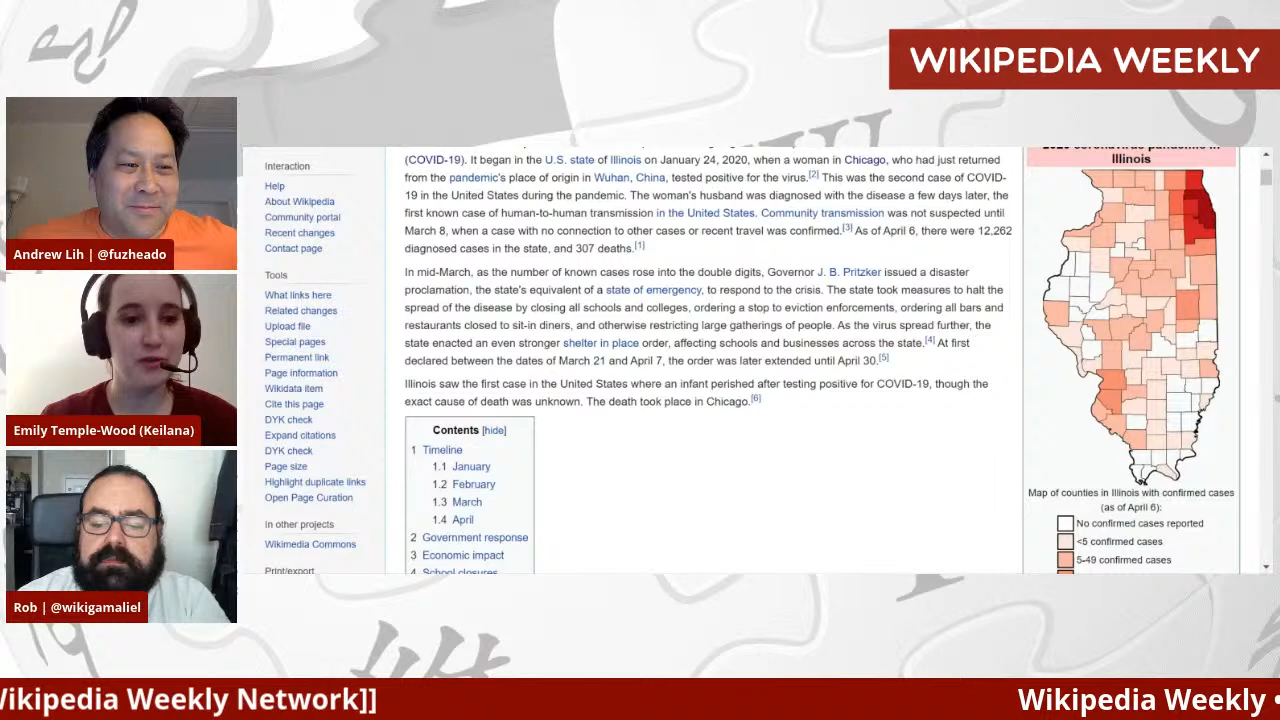 WIKIPEDIA WEEKLY
Andrew Lih | @fuzheado
Emily Temple-Wood (Keilana)
Rob | @wikigamaliel
Interaction
Help
About Wikipedia
Community portal
Recent changes
Contact page
Tools
What links here
Related changes
Upload file
Special pages
Permanent link
Page information
Wikidata item
Cite this page
DYK check
Expand citations
DYK check
Page size
Highlight duplicate links
Open Page Curation
In other projects
Wikimedia Commons
Print/export
(COVID-19). It began in the U.S. state of Illinois on January 24, 2020, when a woman in Chicago, who had just returned
from the pandemic's place of origin in Wuhan, China, tested positive for the virus.[2] This was the second case of COVID-
19 in the United States during the pandemic. The woman's husband was diagnosed with the disease a few days later, the
first known case of human-to-human transmission in the United States. Community transmission was not suspected until
March 8, when a case with no connection to other cases or recent travel was confirmed.[3] As of April 6, there were 12,262
diagnosed cases in the state, and 307 deaths.[1]
In mid-March, as the number of known cases rose into the double digits, Governor J. B. Pritzker issued a disaster
proclamation, the state's equivalent of a state of emergency, to respond to the crisis. The state took measures to halt the
spread of the disease by closing all schools and colleges, ordering a stop to eviction enforcements, ordering all bars and
restaurants closed to sit-in diners, and otherwise restricting large gatherings of people. As the virus spread further, the
state enacted an even stronger shelter in place order, affecting schools and businesses across the state.[4] At first
declared between the dates of March 21 and April 7, the order was later extended until April 30.[5]
Illinois saw the first case in the United States where an infant perished after testing positive for COVID-19, though the
exact cause of death was unknown. The death took place in Chicago.[6]
Contents [hide]
1 Timeline
1.1 January
1.2 February
1.3 March
1.4 April
2 Government response
3 Economic impact
4 School closures
2020 coronavirus pandemic in
Illinois
Map of counties in Illinois with confirmed cases
(as of April 6):
No confirmed cases reported
<5 confirmed cases
5-49 confirmed cases
Wikipedia Weekly Network]]
Wikipedia Weekly •